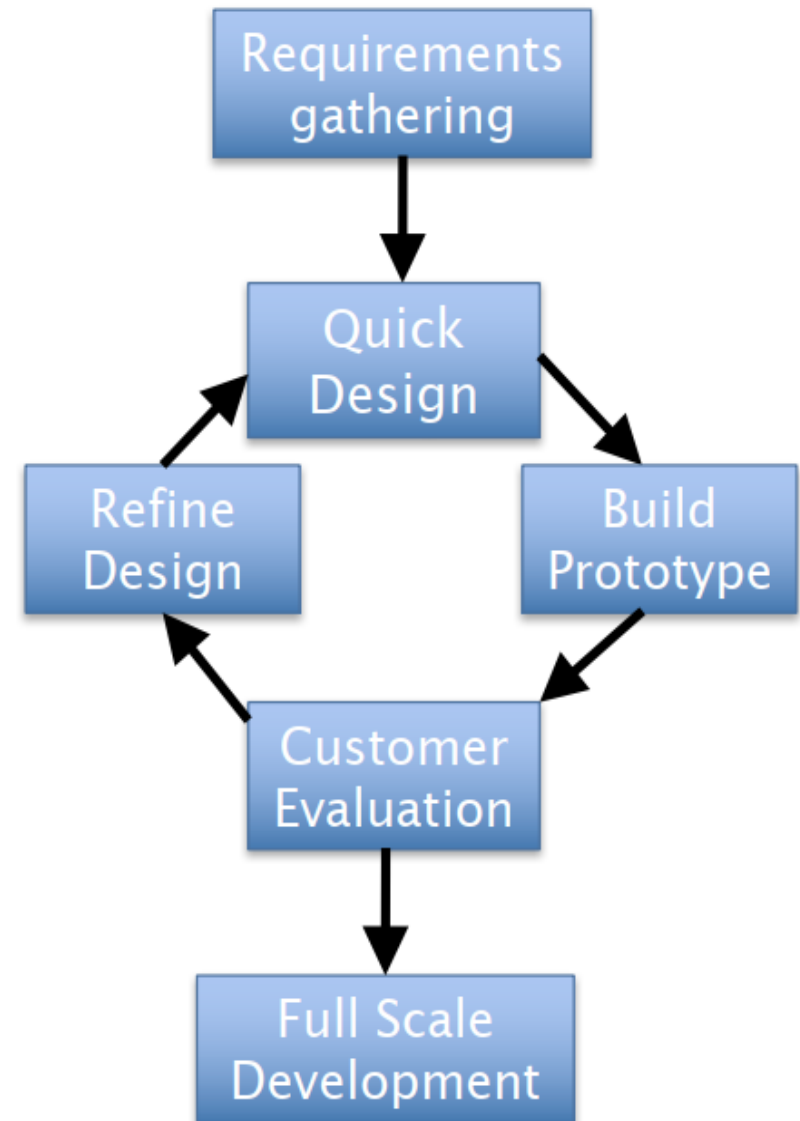 Requirements
gathering
Quick
Design
Refine
Design
Build
Prototype
Customer
Evaluation
Full Scale
Development